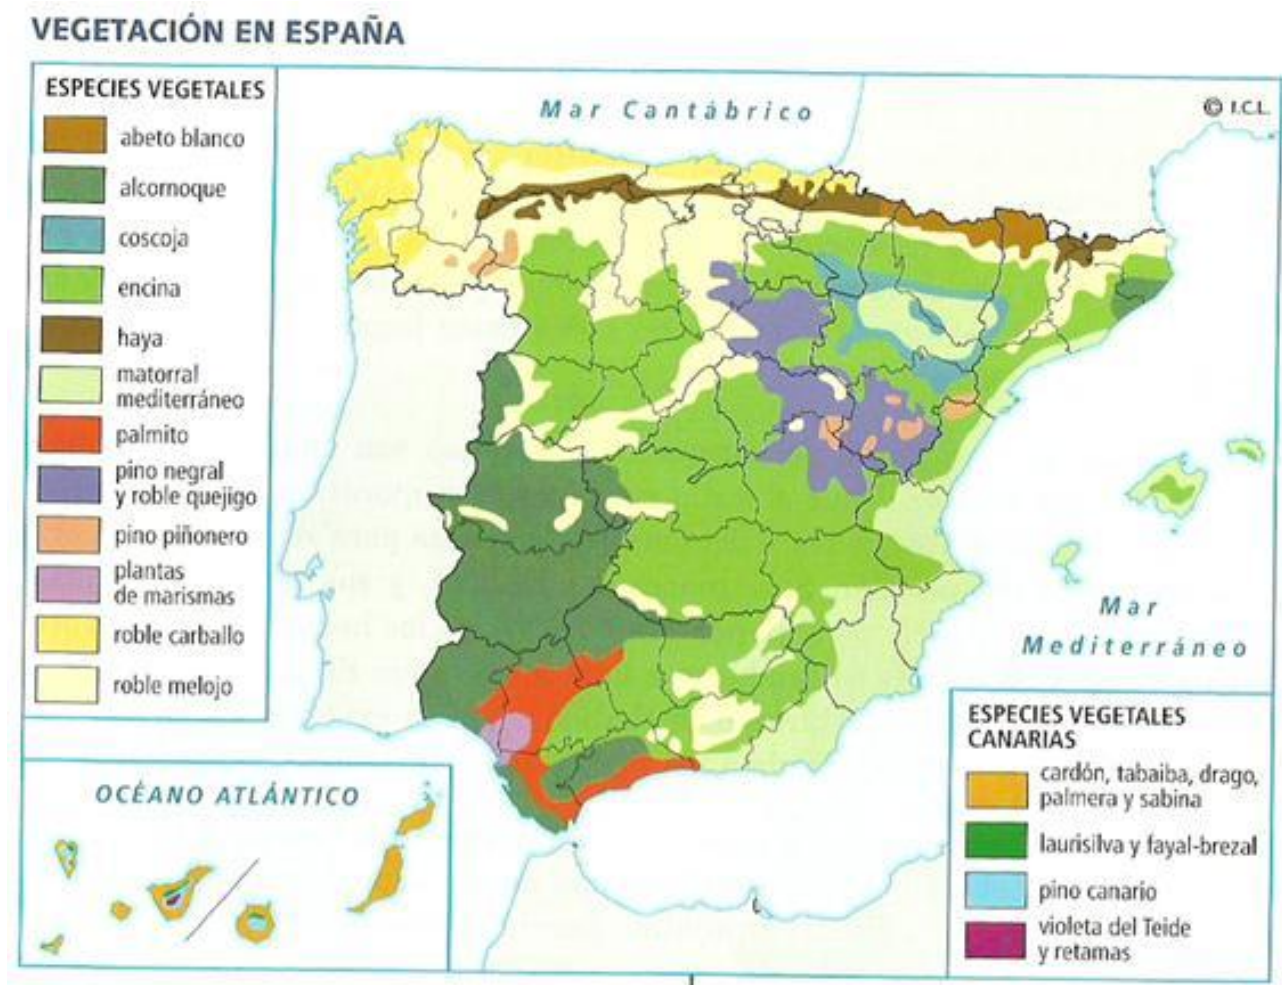 VEGETACIÓN EN ESPAÑA
ESPECIES VEGETALES
abeto blanco
alcornoque
coscoja
encina
haya
matorral
mediterráneo
palmito
pino negral
y roble quejigo
pino piñonero
plantas
de marismas
roble carballo
roble melojo
Mar Cantábrico
© I.C.L.
Mar
Mediterráneo
OCÉANO ATLÁNTICO
ESPECIES VEGETALES
CANARIAS
cardón, tabaiba, drago,
palmera y sabina
laurisilva y fayal-brezal
pino canario
violeta del Teide
y retamas